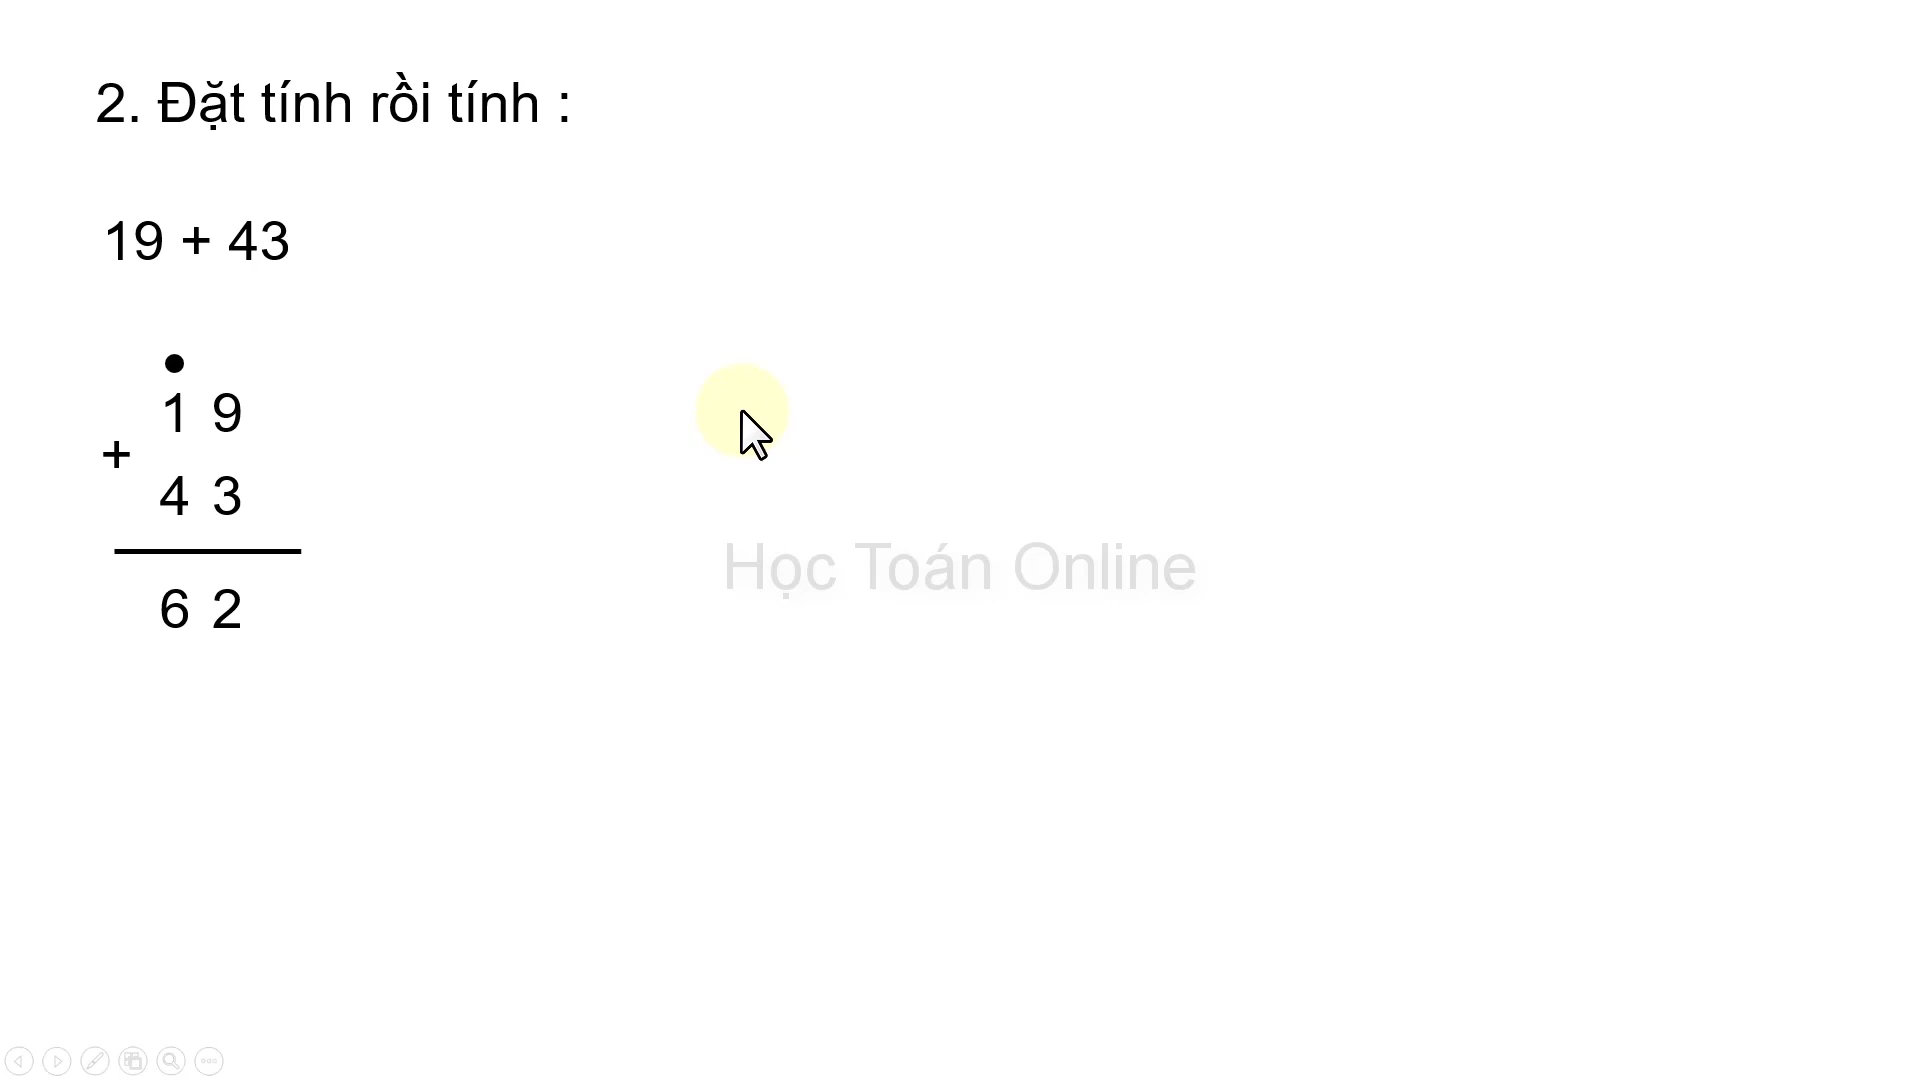 2. Đặt tính rồi tính :
19 + 43
1 9
+
4 3
6 2
Học Toán Online